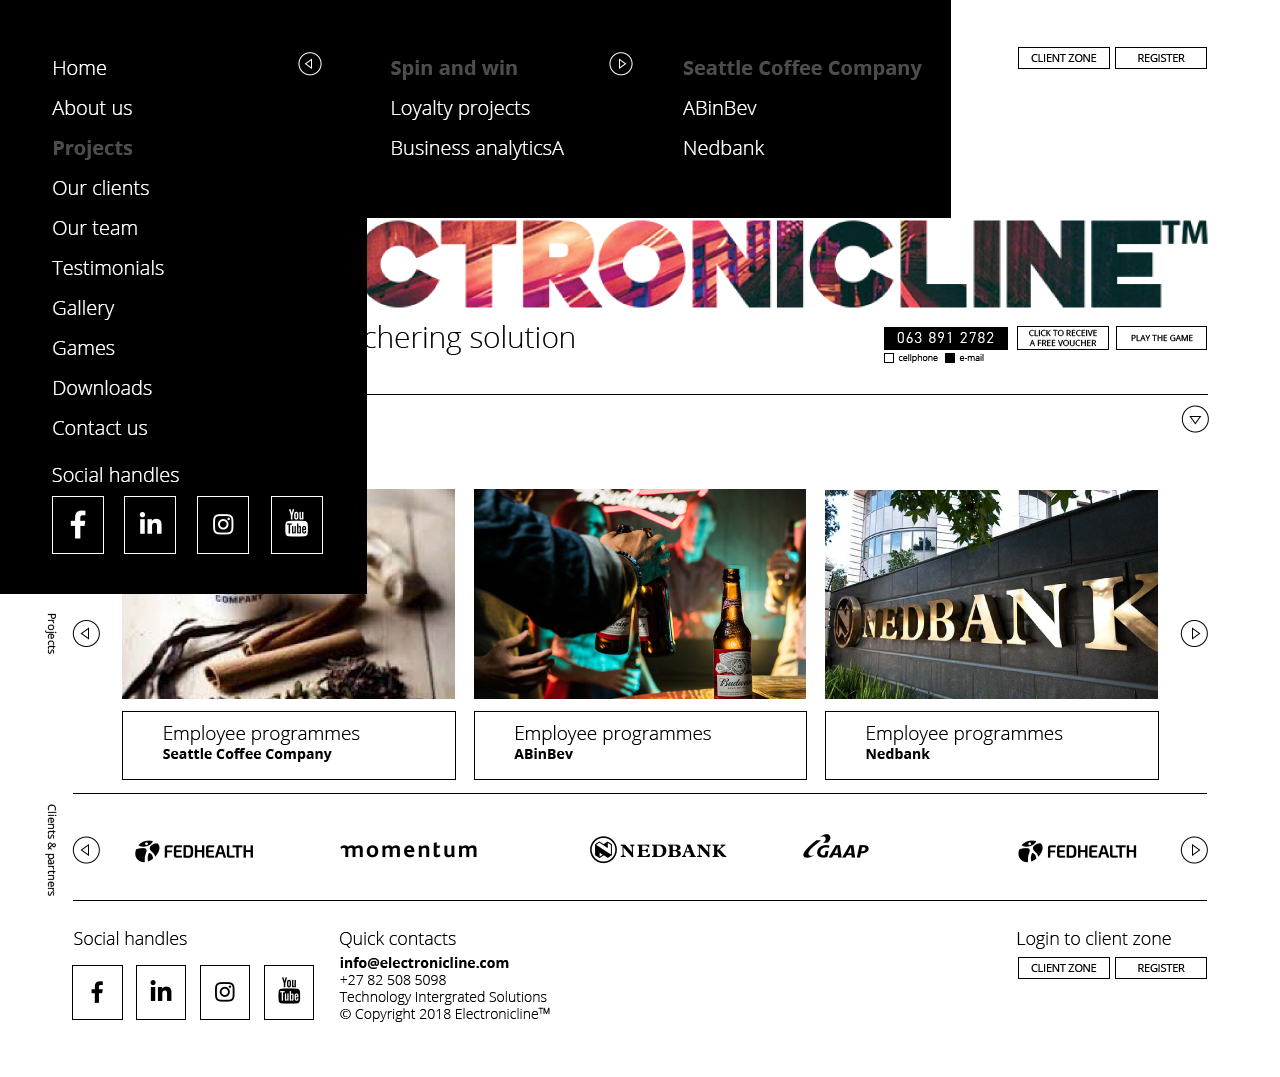 Home
About us
Projects
Our clients
Our team
Testimonials
Gallery
Games
Downloads
Contact us
Social handles
You
Tube
Spin and win
Loyalty projects
Business analyticsA
Seattle Coffee Company
ABinBev
Nedbank
CLIENT ZONE
REGISTER
CTRONICLINE™
chering solution
063 891 2782
cellphone
e-mail
CLICK TO RECEIVE
A FREE VOUCHER
PLAY THE GAME
Projects
COMPANY
Budweiser
Budweiser
NEDBANK
Employee programmes
Seattle Coffee Company
Employee programmes
ABinBev
Employee programmes
Nedbank
Clients & partners
FEDHEALTH
momentum
NEDBANK
GAAP
FEDHEALTH
Social handles
You
Tube
Quick contacts
info@electronicline.com
+27 82 508 5098
Technology Intergrated Solutions
© Copyright 2018 Electronicline™
Login to client zone
CLIENT ZONE
REGISTER